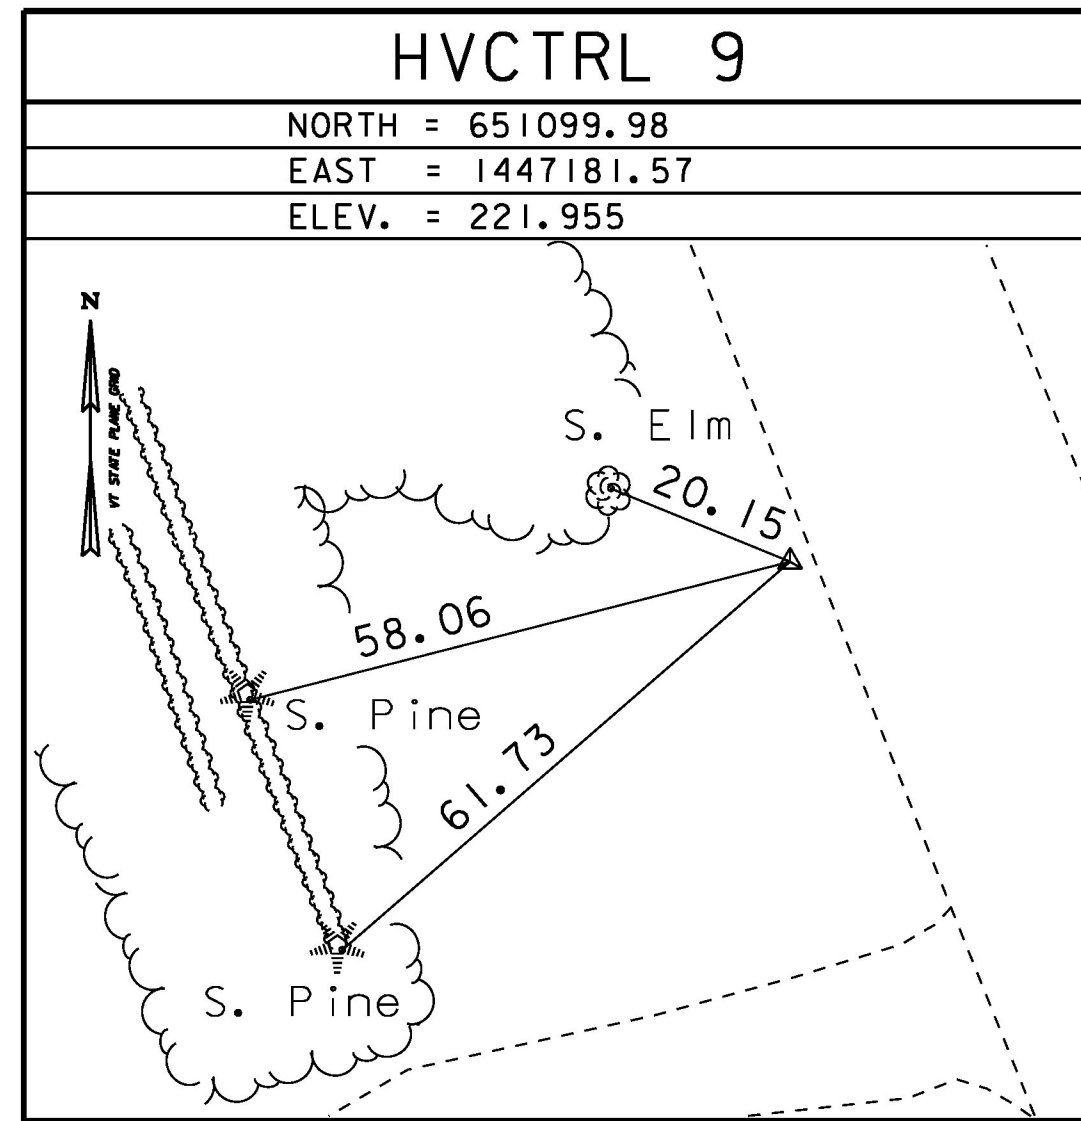 HVCTRL 9
NORTH = 651099.98
EAST = 1447181.57
ELEV. = 221.955
N
VT STATE PLANE GRID
S. Elm
20.15
58.06
S. Pine
61.73
S. Pine